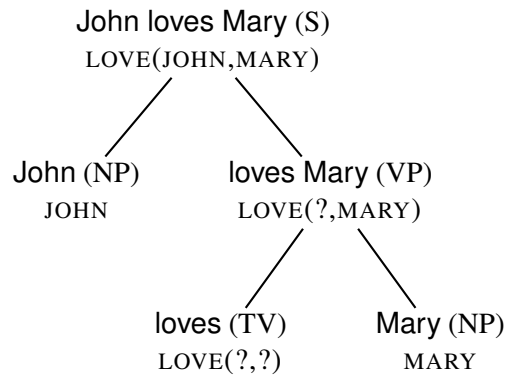 John loves Mary (S)
LOVE(JOHN,MARY)
John (NP)
loves Mary (VP)
JOHN
LOVE(?,MARY)
loves (TV)
Mary (NP)
LOVE(?,?)
MARY